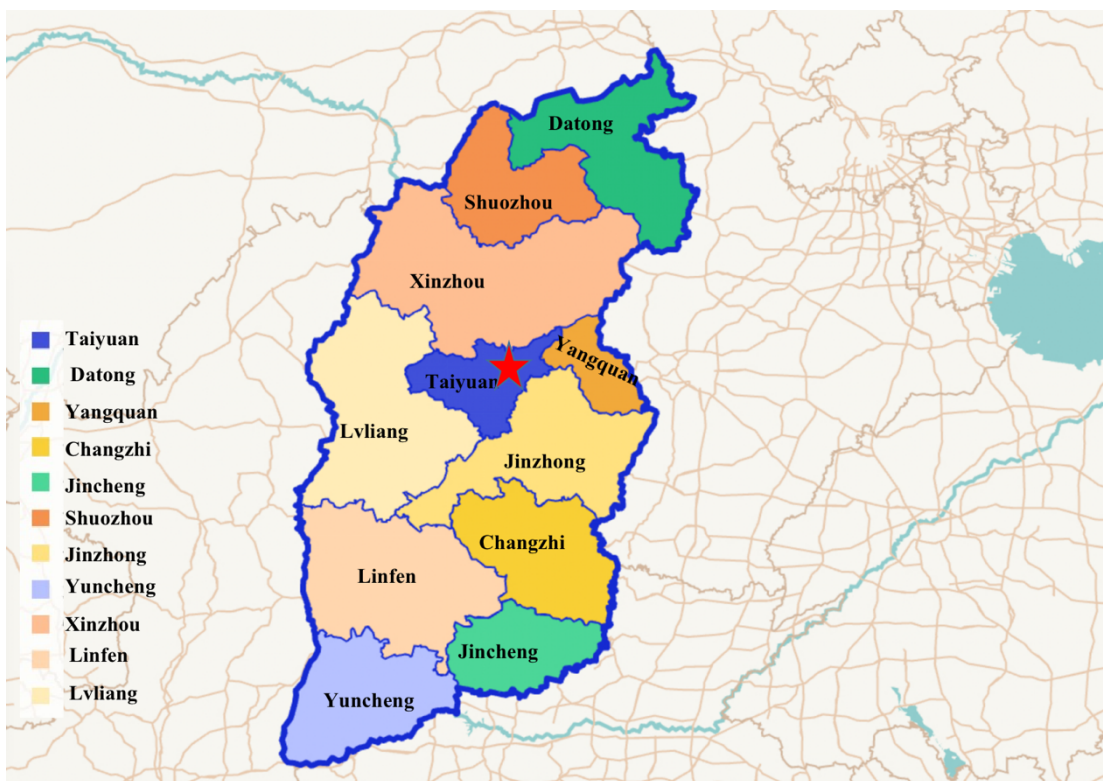 Datong
Shuozhou
Xinzhou
Yangquan
Taiyuan
Lvliang
Jinzhong
Changzhi
Linfen
Jincheng
Yuncheng
Taiyuan
Datong
Yangquan
Changzhi
Jincheng
Shuozhou
Jinzhong
Yuncheng
Xinzhou
Linfen
Lvliang